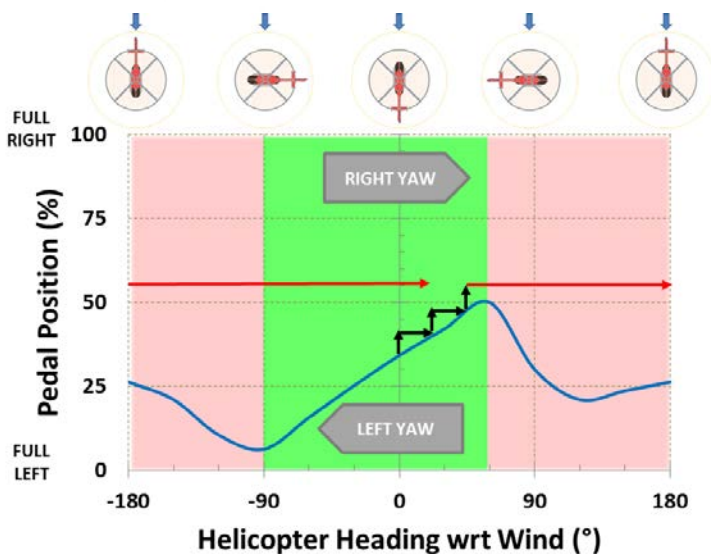 FULL
RIGHT
100
75
50
25
0
FULL
LEFT
Pedal Position (%)
RIGHT YAW
LEFT YAW
-180
-90
0
90
180
Helicopter Heading wrt Wind (°)